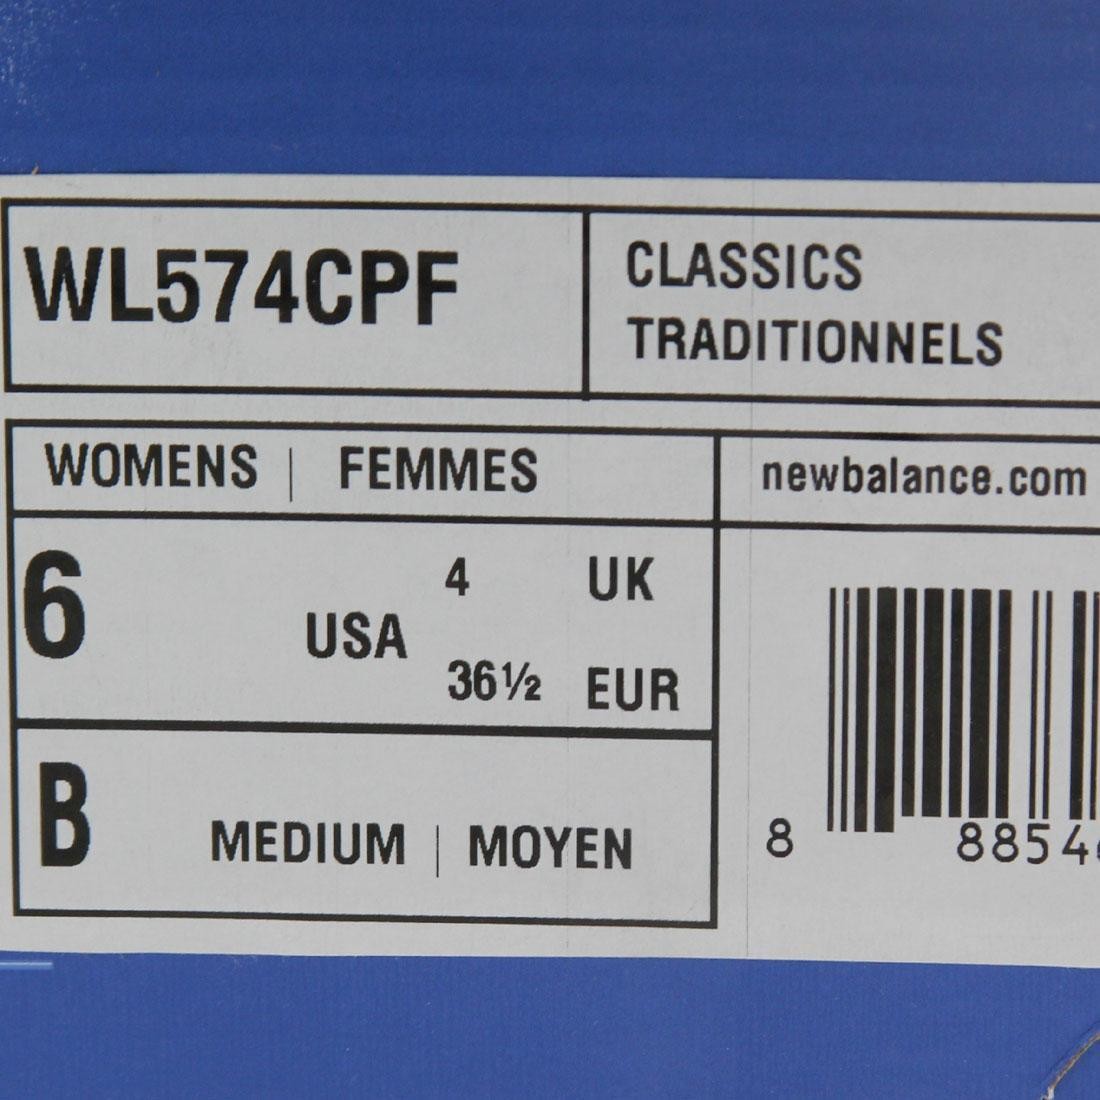 WL574CPF
CLASSICS
TRADITIONNELS
WOMENS | FEMMES
newbalance.com
6 USA
4 UK
36½ EUR
B
MEDIUM | MOYEN
8 8854